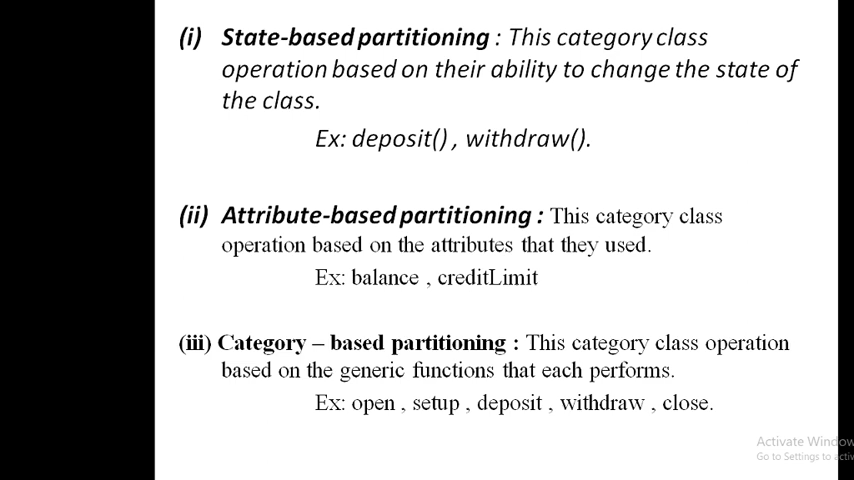 (i) State-based partitioning : This category class
operation based on their ability to change the state of
the class.
Ex: deposit() , withdraw().
(ii) Attribute-based partitioning : This category class
operation based on the attributes that they used.
Ex: balance , creditLimit
(iii) Category – based partitioning : This category class operation
based on the generic functions that each performs.
Ex: open , setup , deposit , withdraw , close.
Activate Window
Go to Settings to activ